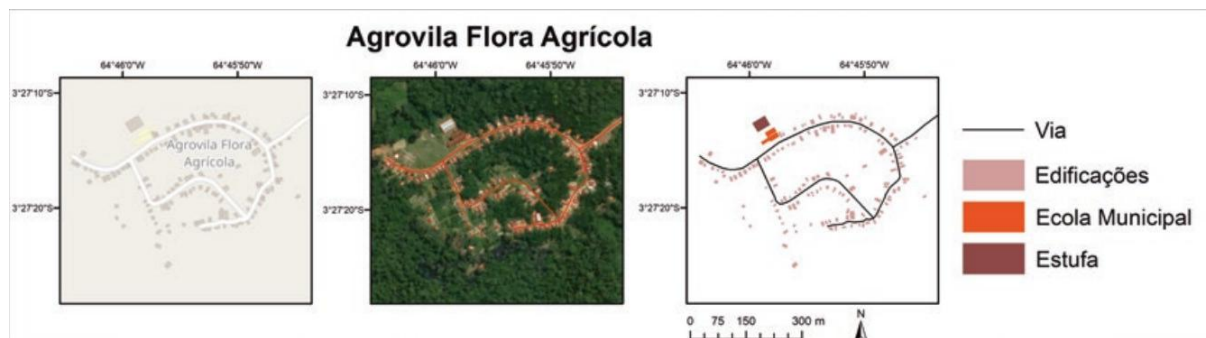 Agrovila Flora Agrícola
64°46'0"W 64°45'50"W
64°46'0"W 64°45'50"W
64°46'0"W 64°45'50"W
3°27'10"S
3°27'20"S
Agrovila Flora
Agrícola
3°27'10"S
3°27'20"S
3°27'10"S
3°27'20"S
Via
Edificações
Ecola Municipal
Estufa
0 75 150 300 m
N